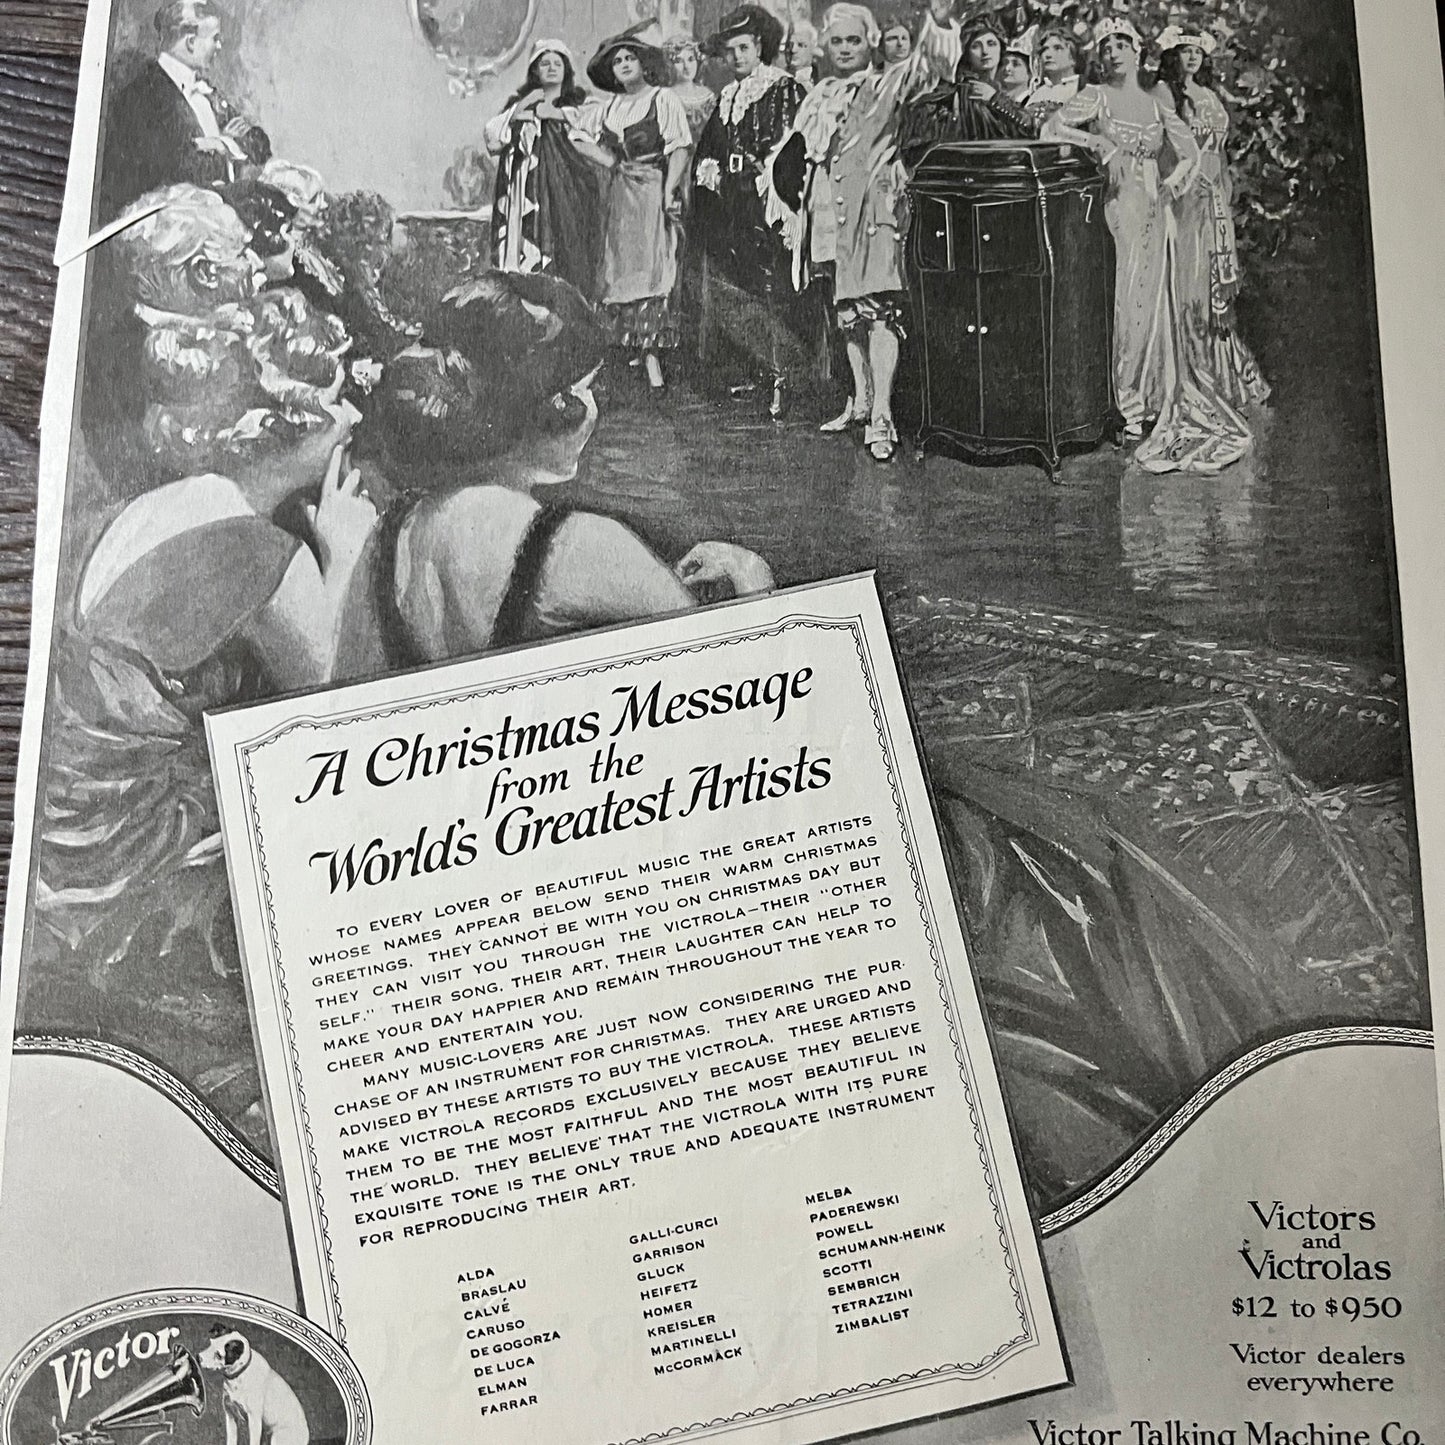 A Christmas Message
from the
World's Greatest Artists
TO EVERY LOVER OF BEAUTIFUL MUSIC THE GREAT ARTISTS
WHOSE NAMES APPEAR BELOW SEND THEIR WARM CHRISTMAS
GREETINGS. THEY CANNOT BE WITH YOU ON CHRISTMAS DAY BUT
THEY CAN VISIT YOU THROUGH THE VICTROLA—THEIR "OTHER
SELF." THEIR SONG, THEIR ART, THEIR LAUGHTER CAN HELP TO
MAKE YOUR DAY HAPPIER AND REMAIN THROUGHOUT THE YEAR TO
CHEER AND ENTERTAIN YOU.
MANY MUSIC-LOVERS ARE JUST NOW CONSIDERING THE PUR-
CHASE OF AN INSTRUMENT FOR CHRISTMAS. THEY ARE URGED AND
ADVISED BY THESE ARTISTS TO BUY THE VICTROLA. THESE ARTISTS
MAKE VICTROLA RECORDS EXCLUSIVELY BECAUSE THEY BELIEVE
THEM TO BE THE MOST FAITHFUL AND THE MOST BEAUTIFUL IN
THE WORLD. THEY BELIEVE THAT THE VICTROLA WITH ITS PURE
EXQUISITE TONE IS THE ONLY TRUE AND ADEQUATE INSTRUMENT
FOR REPRODUCING THEIR ART.
ALDA
BRASLAU
CALVÉ
CARUSO
DE GOGORZA
DE LUCA
ELMAN
FARRAR
GALLI-CURCI
GARRISON
GLUCK
HEIFETZ
HOMER
KREISLER
MARTINELLI
McCORMACK
MELBA
PADEREWSKI
POWELL
SCHUMANN-HEINK
SCOTTI
SEMBRICH
TETRAZZINI
ZIMBALIST
Victor
Victors
and
Victrolas
$12 to $950
Victor dealers
everywhere
Victor Talking Machine Co.